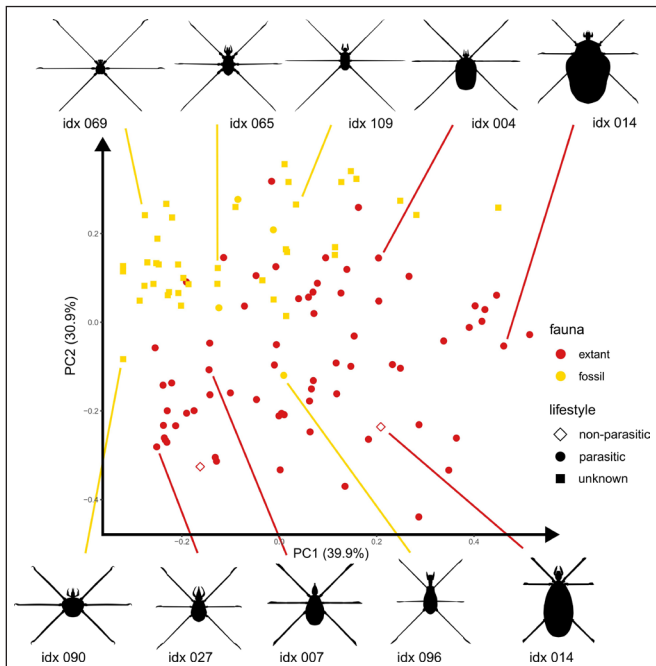 idx 069 idx 065 idx 109 idx 004 idx 014
0.2
0.0
−0.2
−0.4
PC2 (30.9%)
fauna
extant
fossil
lifestyle
non-parasitic
parasitic
unknown
−0.2 0.0 0.2 0.4
PC1 (39.9%)
idx 090 idx 027 idx 007 idx 096 idx 014